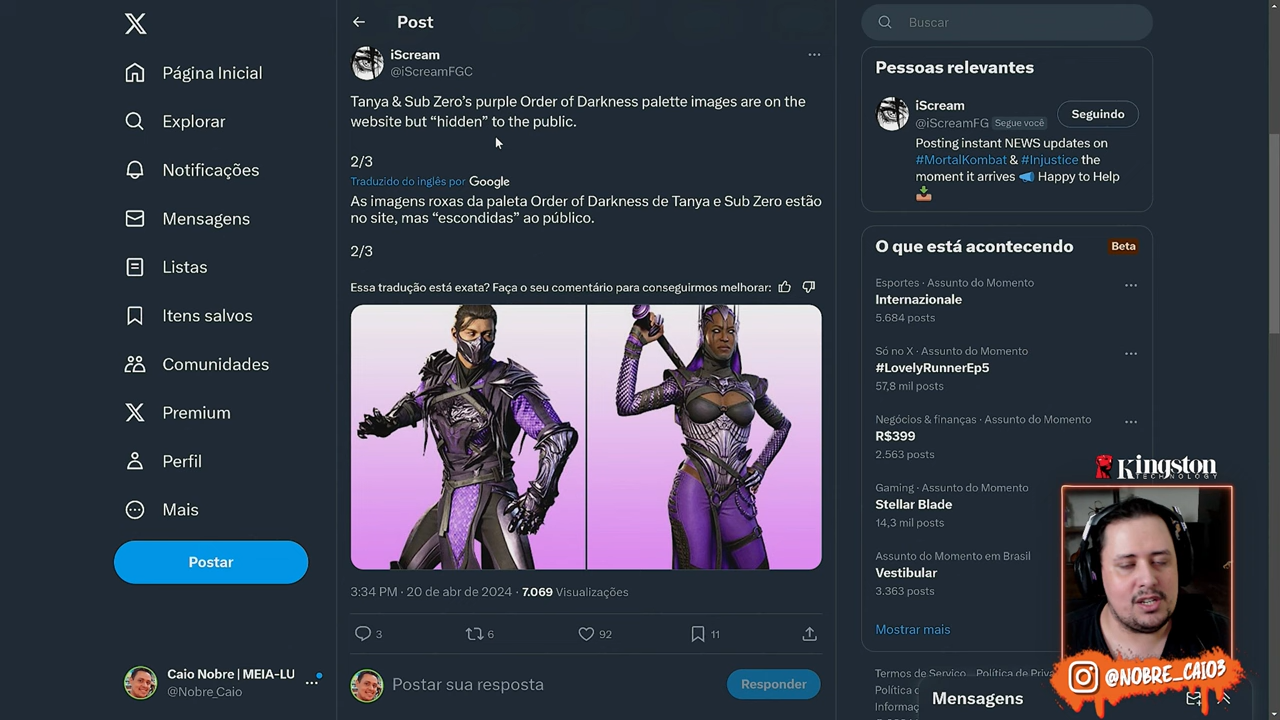 Página Inicial
Explorar
Notificações
Mensagens
Listas
Itens salvos
Comunidades
Premium
Perfil
Mais
Postar
Caio Nobre | MEIA-LU
@Nobre_Caio
Post
iScream
@iScreamFGC
Tanya & Sub Zero's purple Order of Darkness palette images are on the
website but “hidden” to the public.
2/3
Traduzido do inglês por Google
As imagens roxas da paleta Order of Darkness de Tanya e Sub Zero estão
no site, mas “escondidas” ao público.
2/3
Essa tradução está exata? Faça o seu comentário para conseguirmos melhorar:
3:34 PM · 20 de abr de 2024 · 7.069 Visualizações
3 6 92 11
Postar sua resposta
Responder
Buscar
Pessoas relevantes
iScream
@iScreamFG Segue você
Seguindo
Posting instant NEWS updates on
#MortalKombat & #Injustice the
moment it arrives 📣 Happy to Help
O que está acontecendo
Beta
Esportes · Assunto do Momento
Internazionale
5.684 posts
Só no X · Assunto do Momento
#LovelyRunnerEp5
57,8 mil posts
Negócios & finanças · Assunto do Momento
R$399
2.563 posts
Gaming · Assunto do Momento
Stellar Blade
14,3 mil posts
Assunto do Momento em Brasil
Vestibular
3.363 posts
Mostrar mais
Termos de Serviço Política de Priva
Política d
Informaç
Mensagens
Kingston
TECHNOLOGY
@NOBRE_CAIO3